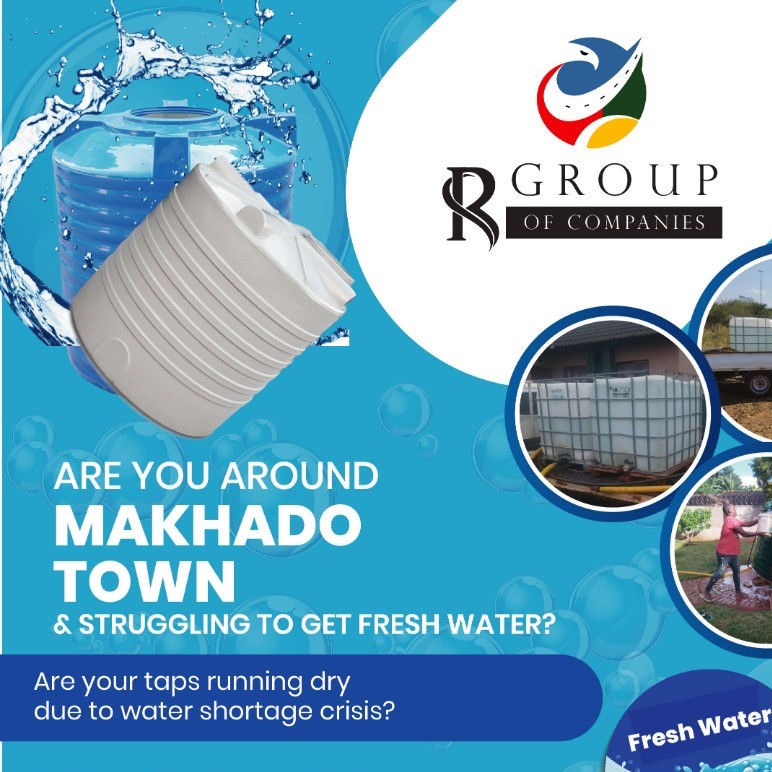 R GROUP
OF COMPANIES
ARE YOU AROUND
MAKHADO
TOWN
& STRUGGLING TO GET FRESH WATER?
Are your taps running dry
due to water shortage crisis?
Fresh Water